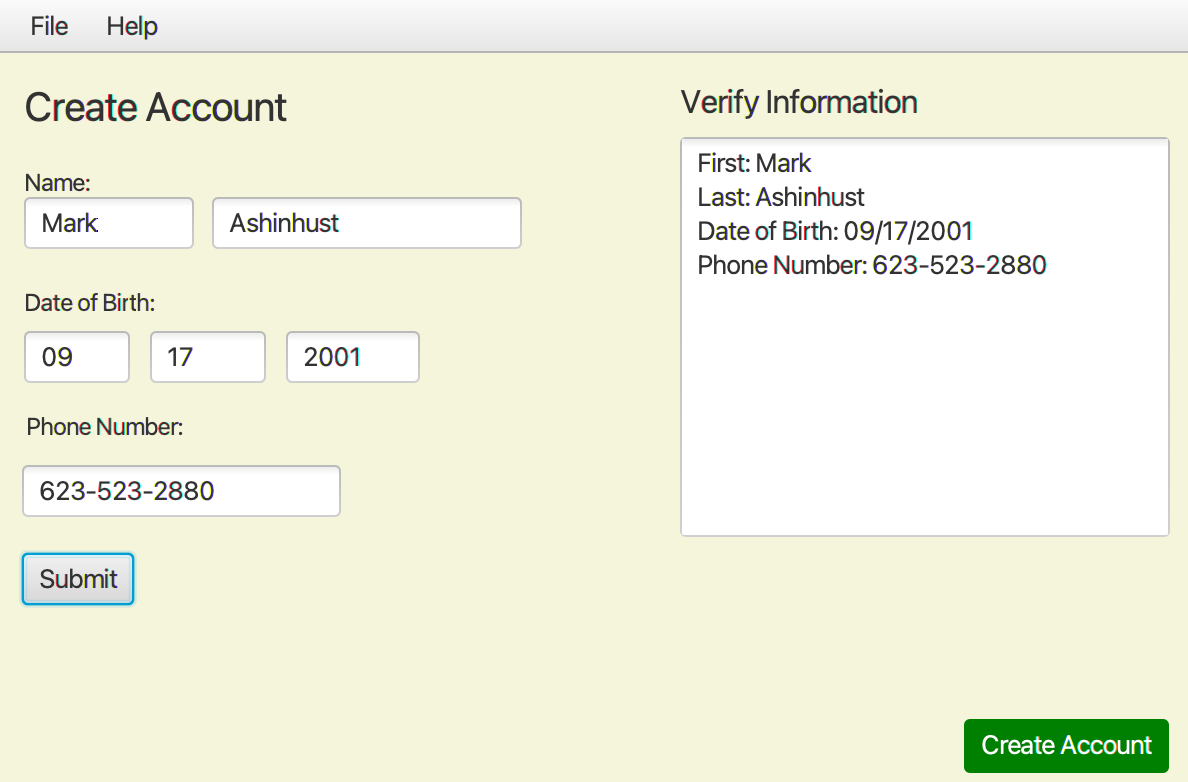 File Help
Create Account
Name:
Mark Ashinhust
Date of Birth:
09 17 2001
Phone Number:
623-523-2880
Submit
Verify Information
First: Mark
Last: Ashinhust
Date of Birth: 09/17/2001
Phone Number: 623-523-2880
Create Account